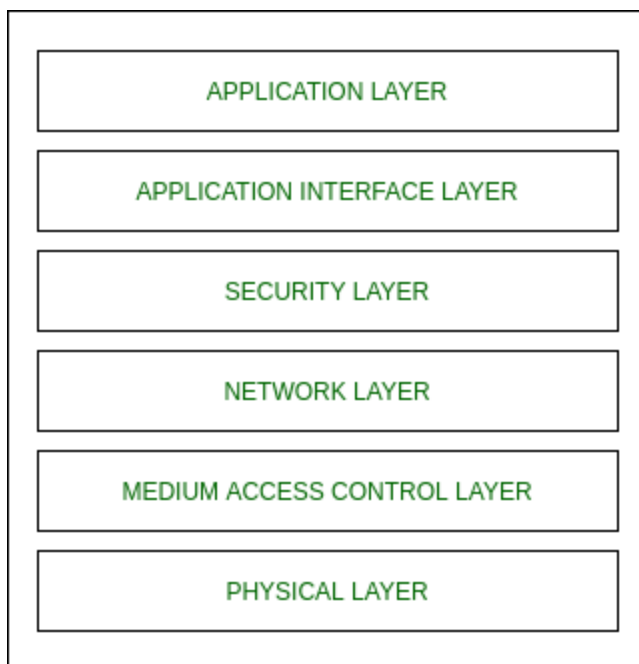 APPLICATION LAYER
APPLICATION INTERFACE LAYER
SECURITY LAYER
NETWORK LAYER
MEDIUM ACCESS CONTROL LAYER
PHYSICAL LAYER